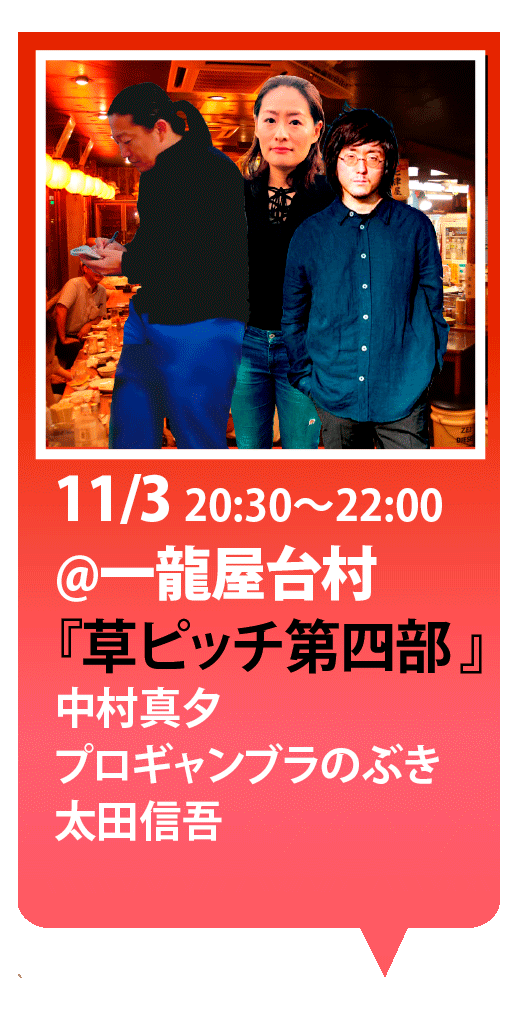 11/3 20:30～22:00
@一龍屋台村
『草ピッチ第四部』
中村真夕
プロギャンブラのぶき
太田信吾